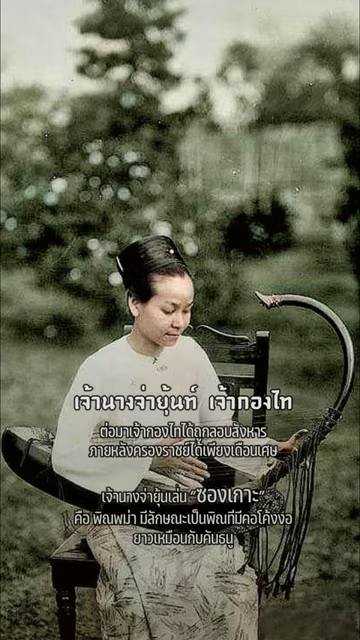 เจ้านางจ่ายุ้นท์ เจ้ากองไท
ต่อมาเจ้ากองไทได้ถูกลอบสังหาร
ภายหลังครองราชย์ได้เพียงเดือนเศษ
เจ้านางจ่ายุ้นเล่น "ซองเกาะ"
คือ พิณพม่า มีลักษณะเป็นพิณที่มีคอโค้งงอ
ยาวเหมือนกับคันธนู